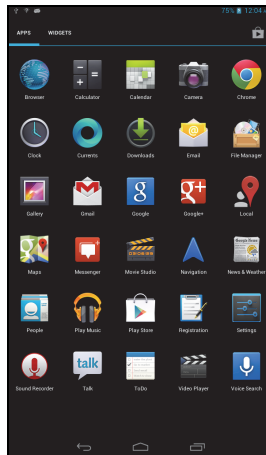 75% 12:04
APPS WIDGETS
Browser Calculator Calendar Camera Chrome
Clock Currents Downloads Email File Manager
Gallery Gmail Google Google+ Local
Maps Messenger Movie Studio Navigation News & Weather
People Play Music Play Store Registration Settings
talk
Sound Recorder Talk ToDo Video Player Voice Search